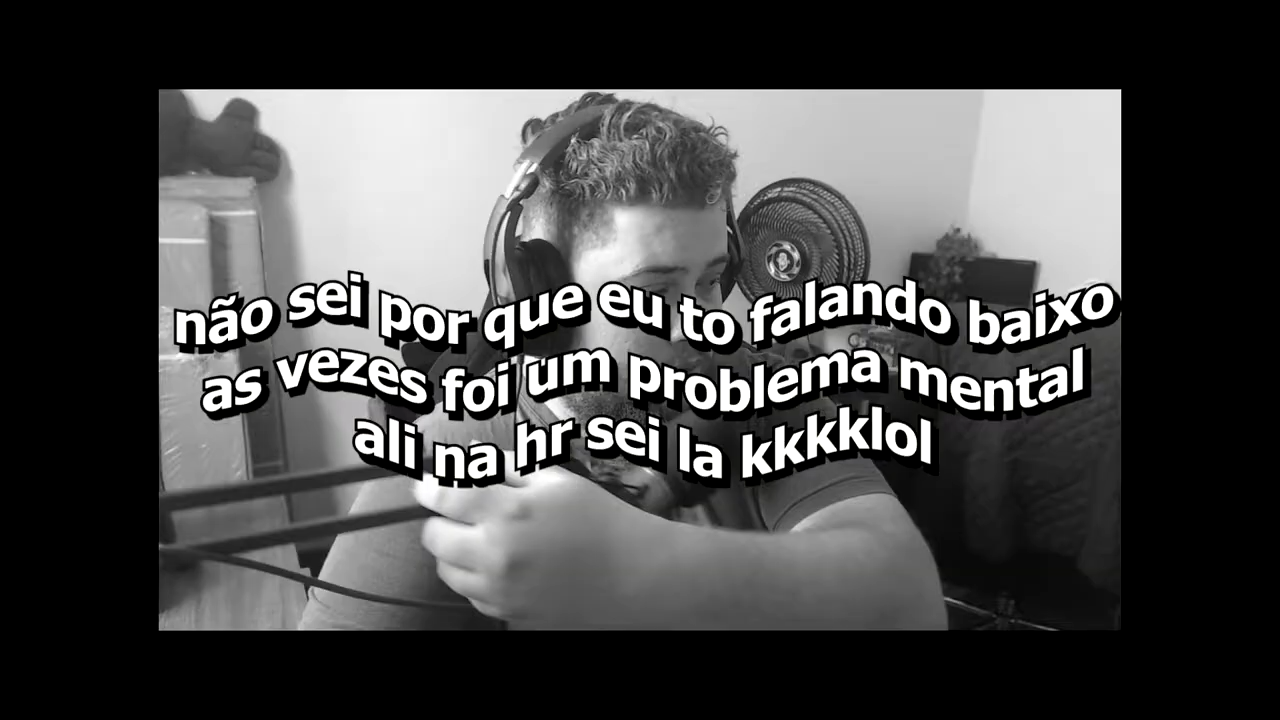 não sei por que eu to falando baixo
as vezes foi um problema mental
ali na hr sei la kkkklol